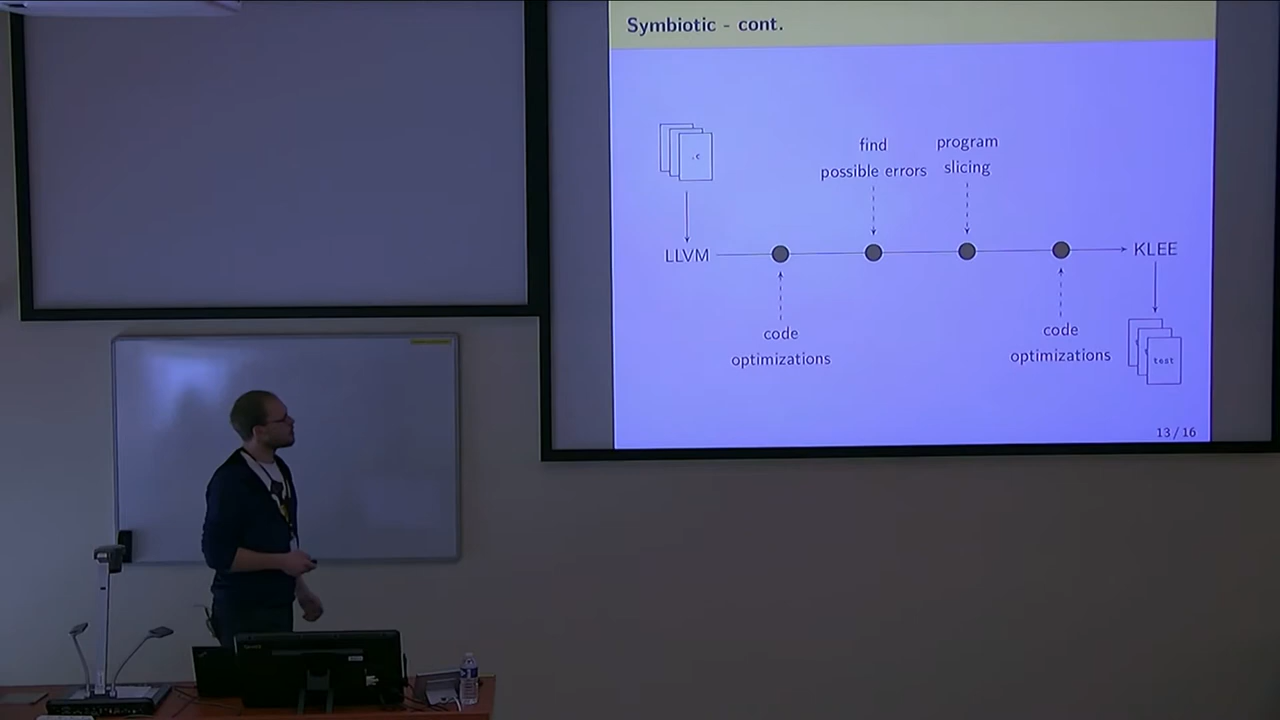 Symbiotic - cont.
.c
find
possible errors
program
slicing
LLVM
KLEE
code
optimizations
code
optimizations
test
13 / 16